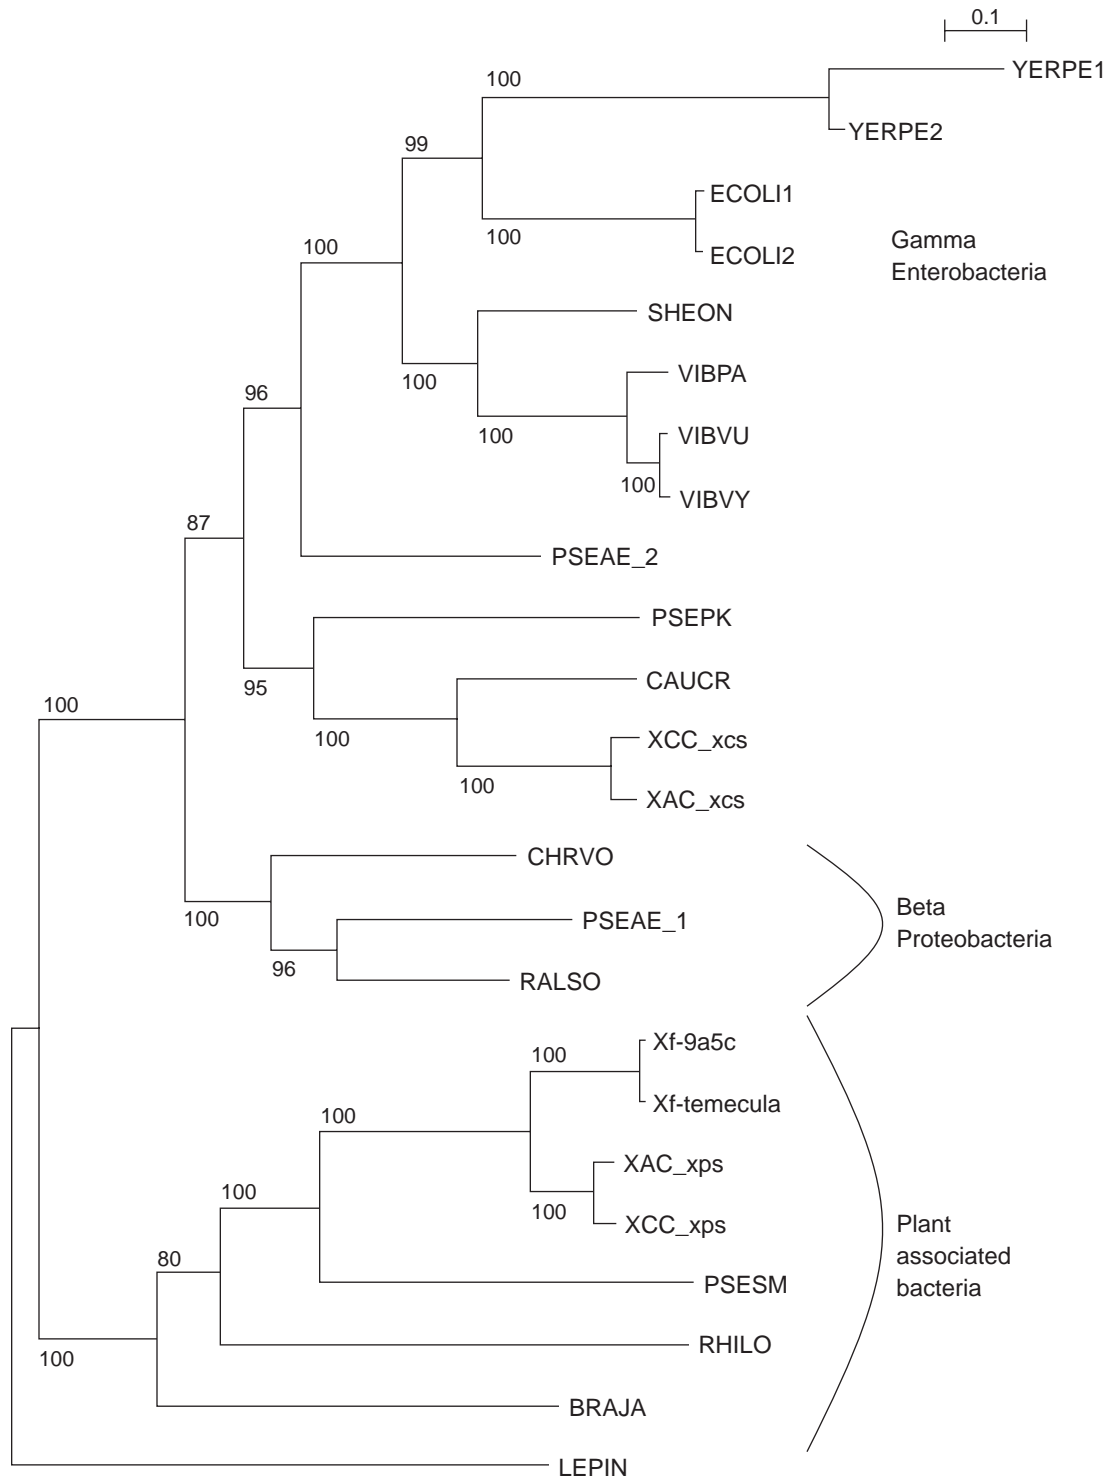 0.1
YERPE1
100
YERPE2
99
ECOLI1
100
ECOLI2
Gamma
Enterobacteria
100
SHEON
VIBPA
100
96
VIBVU
100
100
VIBVY
87
PSEAE_2
PSEPK
95
CAUCR
100
XCC_xcs
100
100
XAC_xcs
CHRVO
100
PSEAE_1
Beta
Proteobacteria
96
RALSO
Xf-9a5c
100
Xf-temecula
100
XAC_xps
100
100
XCC_xps
Plant
associated
bacteria
80
PSESM
100
RHILO
BRAJA
LEPIN